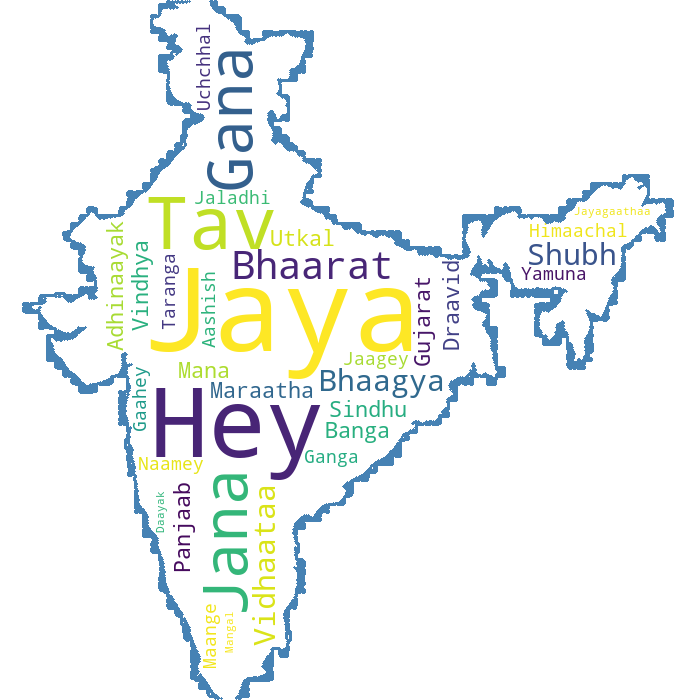 Uchchhal
Gana
Jaladhi
Tav
Utkal
Jayagaathaa
Himaachal
Shubh
Yamuna
Adhinaayak
Vindhya
Taranga
Aashish
Bhaarat
Gujarat
Draavid
Jaya
Jaagey
Mana
Bhaagya
Maraatha
Gaahey
Hey
Sindhu
Banga
Ganga
Naamey
Daayak
Panjaab
Jana
Vidhaataa
Maange
Mangal